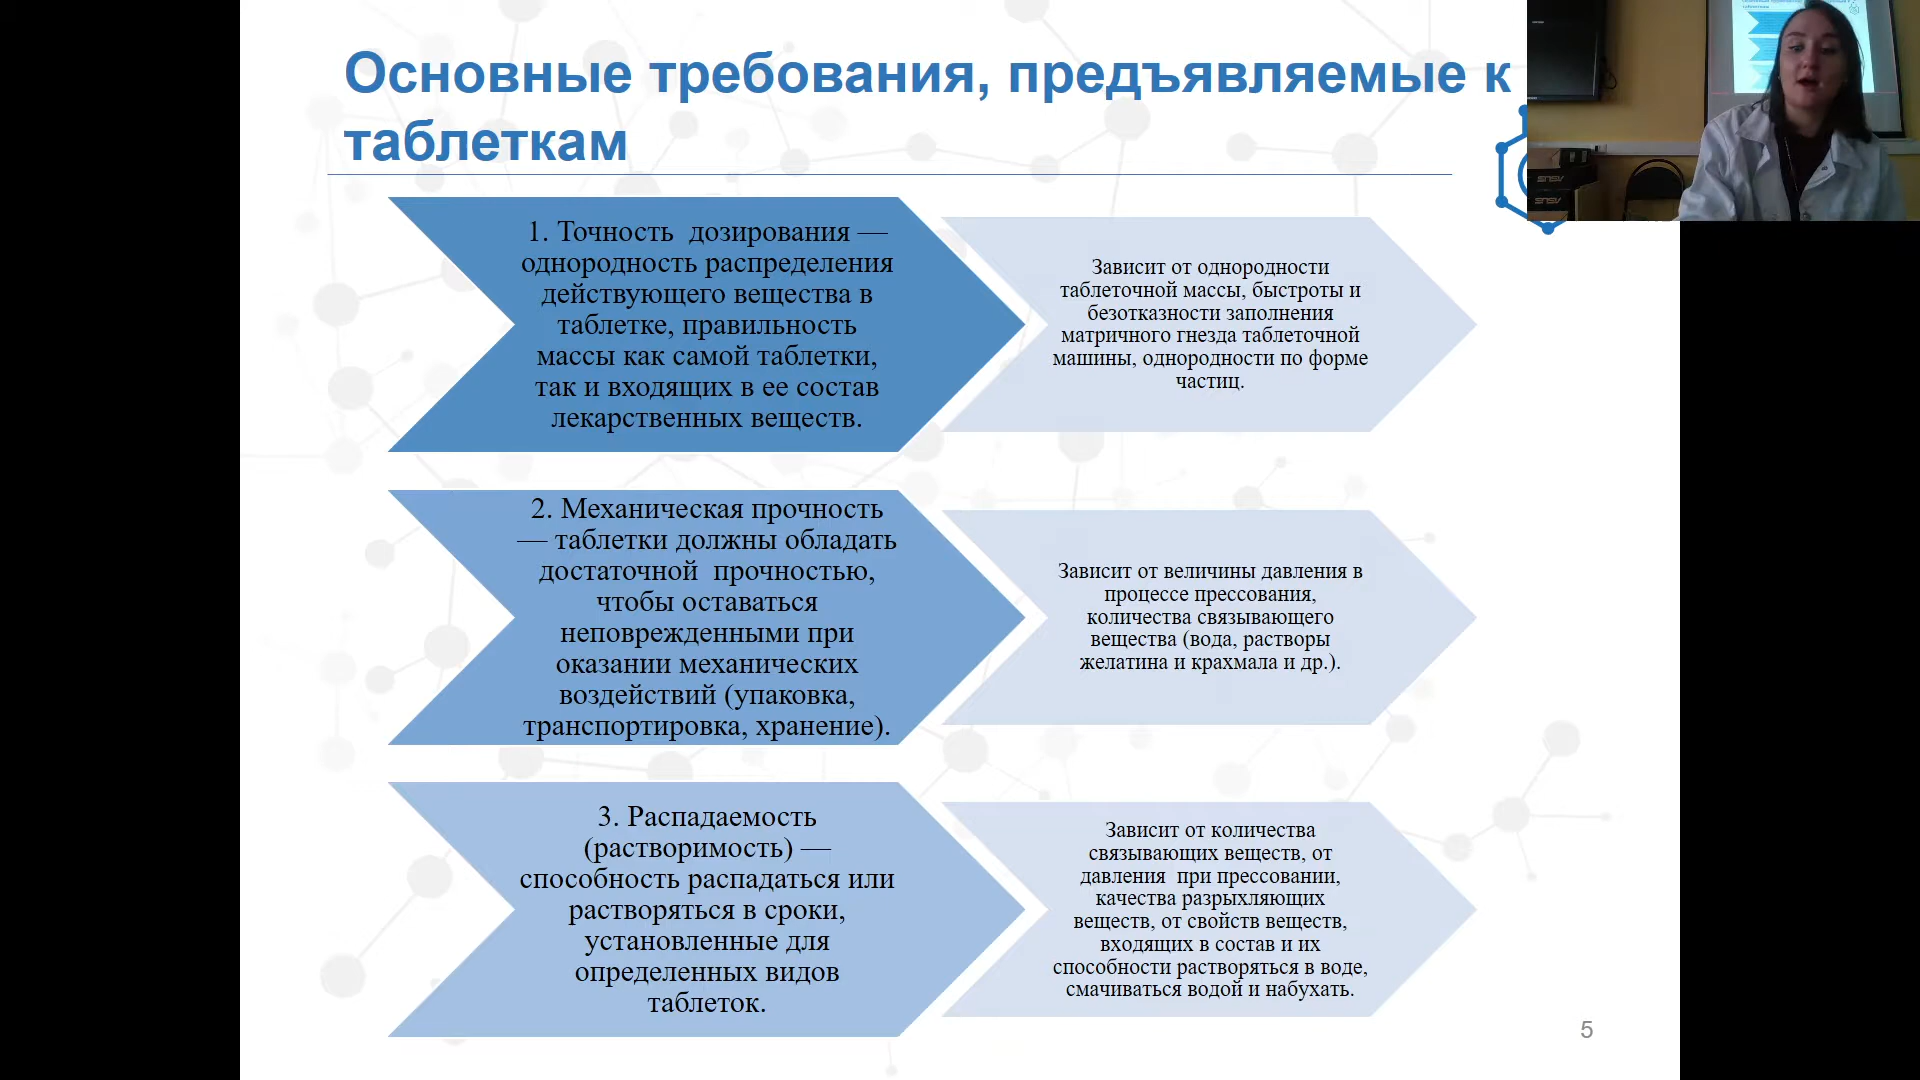 Основные требования, предъявляемые к
таблеткам
1. Точность дозирования —
однородность распределения
действующего вещества в
таблетке, правильность
массы как самой таблетки,
так и входящих в ее состав
лекарственных веществ.
Зависит от однородности
таблеточной массы, быстроты и
безотказности заполнения
матричного гнезда таблеточной
машины, однородности по форме
частиц.
2. Механическая прочность
— таблетки должны обладать
достаточной прочностью,
чтобы оставаться
неповрежденными при
оказании механических
воздействий (упаковка,
транспортировка, хранение).
Зависит от величины давления в
процессе прессования,
количества связывающего
вещества (вода, растворы
желатина и крахмала и др.).
3. Распадаемость
(растворимость) —
способность распадаться или
растворяться в сроки,
установленные для
определенных видов
таблеток.
Зависит от количества
связывающих веществ, от
давления при прессовании,
качества разрыхляющих
веществ, от свойств веществ,
входящих в состав и их
способности растворяться в воде,
смачиваться водой и набухать.
5